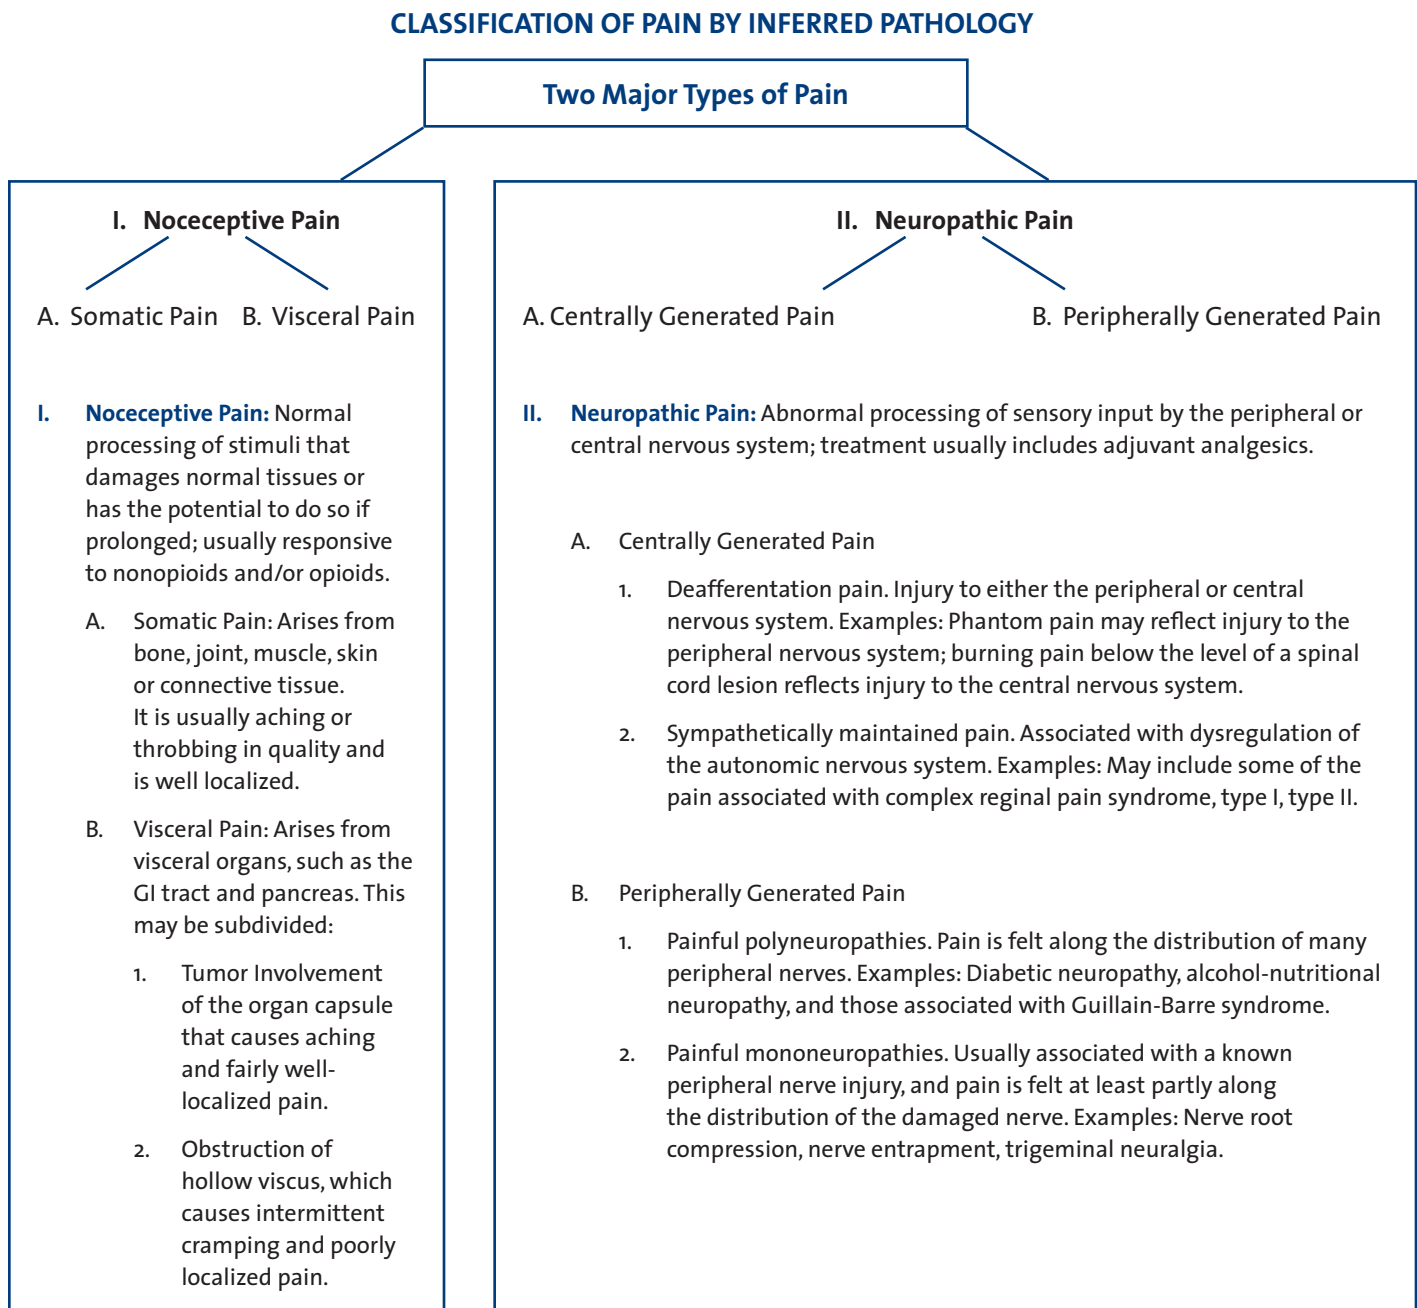 CLASSIFICATION OF PAIN BY INFERRED PATHOLOGY
Two Major Types of Pain
I. Noceceptive Pain
A. Somatic Pain B. Visceral Pain
I. Noceceptive Pain: Normal
processing of stimuli that
damages normal tissues or
has the potential to do so if
prolonged; usually responsive
to nonopioids and/or opioids.
A. Somatic Pain: Arises from
bone, joint, muscle, skin
or connective tissue.
It is usually aching or
throbbing in quality and
is well localized.
B. Visceral Pain: Arises from
visceral organs, such as the
GI tract and pancreas. This
may be subdivided:
1. Tumor Involvement
of the organ capsule
that causes aching
and fairly well-
localized pain.
2. Obstruction of
hollow viscus, which
causes intermittent
cramping and poorly
localized pain.
II. Neuropathic Pain
A. Centrally Generated Pain B. Peripherally Generated Pain
II. Neuropathic Pain: Abnormal processing of sensory input by the peripheral or
central nervous system; treatment usually includes adjuvant analgesics.
A. Centrally Generated Pain
1. Deafferentation pain. Injury to either the peripheral or central
nervous system. Examples: Phantom pain may reflect injury to the
peripheral nervous system; burning pain below the level of a spinal
cord lesion reflects injury to the central nervous system.
2. Sympathetically maintained pain. Associated with dysregulation of
the autonomic nervous system. Examples: May include some of the
pain associated with complex reginal pain syndrome, type I, type II.
B. Peripherally Generated Pain
1. Painful polyneuropathies. Pain is felt along the distribution of many
peripheral nerves. Examples: Diabetic neuropathy, alcohol-nutritional
neuropathy, and those associated with Guillain-Barre syndrome.
2. Painful mononeuropathies. Usually associated with a known
peripheral nerve injury, and pain is felt at least partly along
the distribution of the damaged nerve. Examples: Nerve root
compression, nerve entrapment, trigeminal neuralgia.